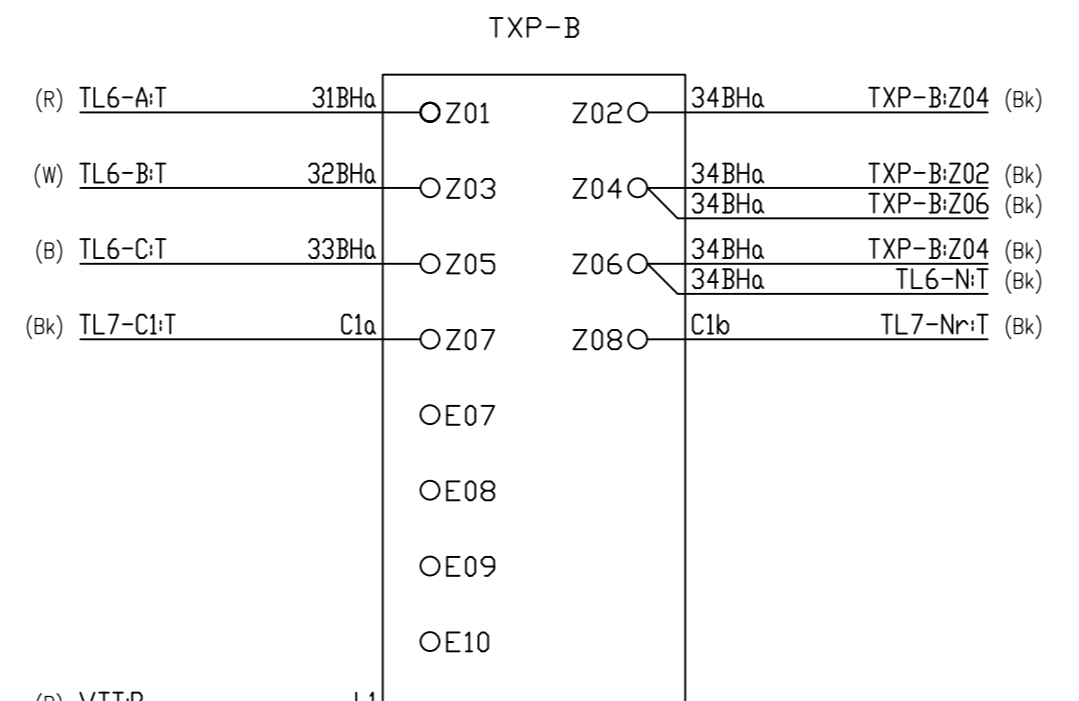 TXP-B
(R) TL6-A:T 31BHa Z01 Z02 34BHa TXP-B:Z04 (Bk)
(W) TL6-B:T 32BHa Z03 Z04 34BHa TXP-B:Z02 (Bk)
34BHa TXP-B:Z06 (Bk)
(B) TL6-C:T 33BHa Z05 Z06 34BHa TXP-B:Z04 (Bk)
34BHa TL6-N:T (Bk)
(Bk) TL7-C1:T C1a Z07 Z08 C1b TL7-Nr:T (Bk)
E07
E08
E09
E10